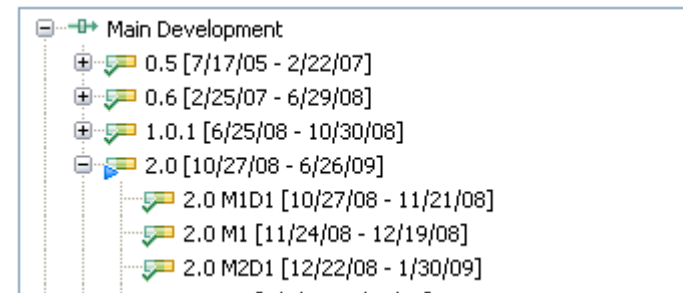 Main Development
0.5 [7/17/05 - 2/22/07]
0.6 [2/25/07 - 6/29/08]
1.0.1 [6/25/08 - 10/30/08]
2.0 [10/27/08 - 6/26/09]
2.0 M1D1 [10/27/08 - 11/21/08]
2.0 M1 [11/24/08 - 12/19/08]
2.0 M2D1 [12/22/08 - 1/30/09]